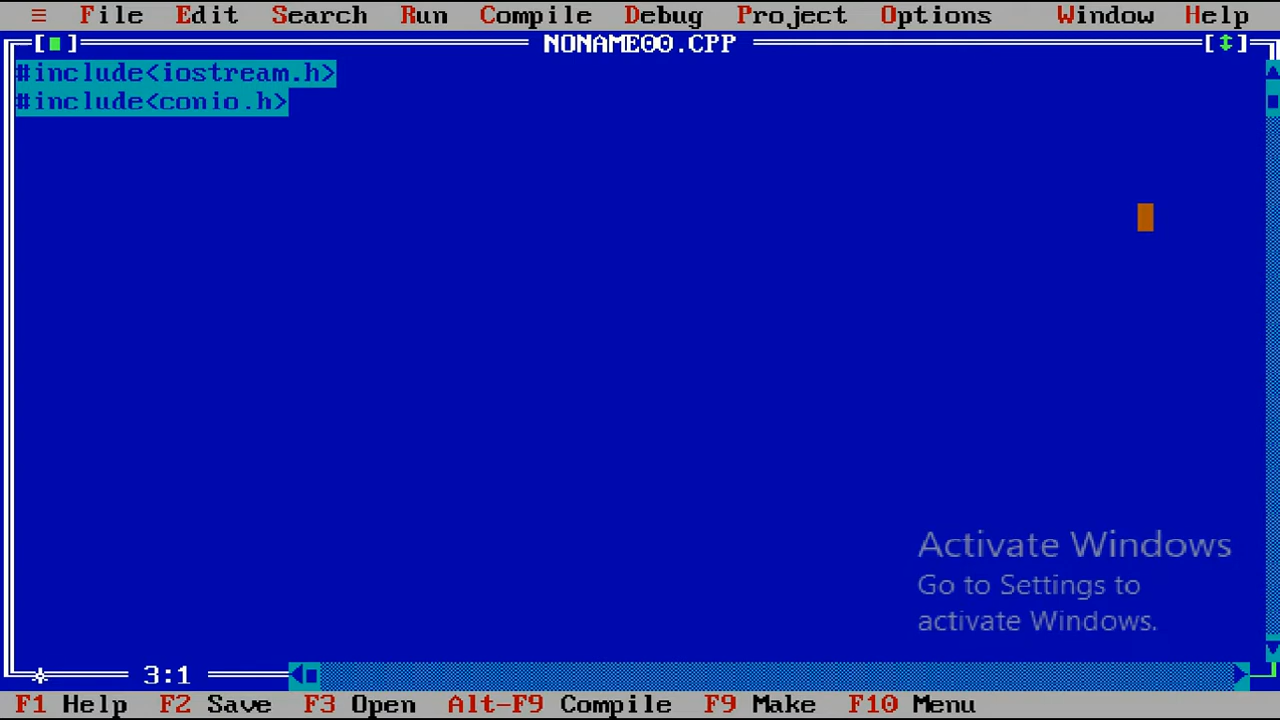 ≡ File Edit Search Run Compile Debug Project Options Window Help
[■] NONAME00.CPP [↕]
#include<iostream.h>
#include<conio.h>
Activate Windows
Go to Settings to
activate Windows.
3:1
F1 Help F2 Save F3 Open Alt-F9 Compile F9 Make F10 Menu